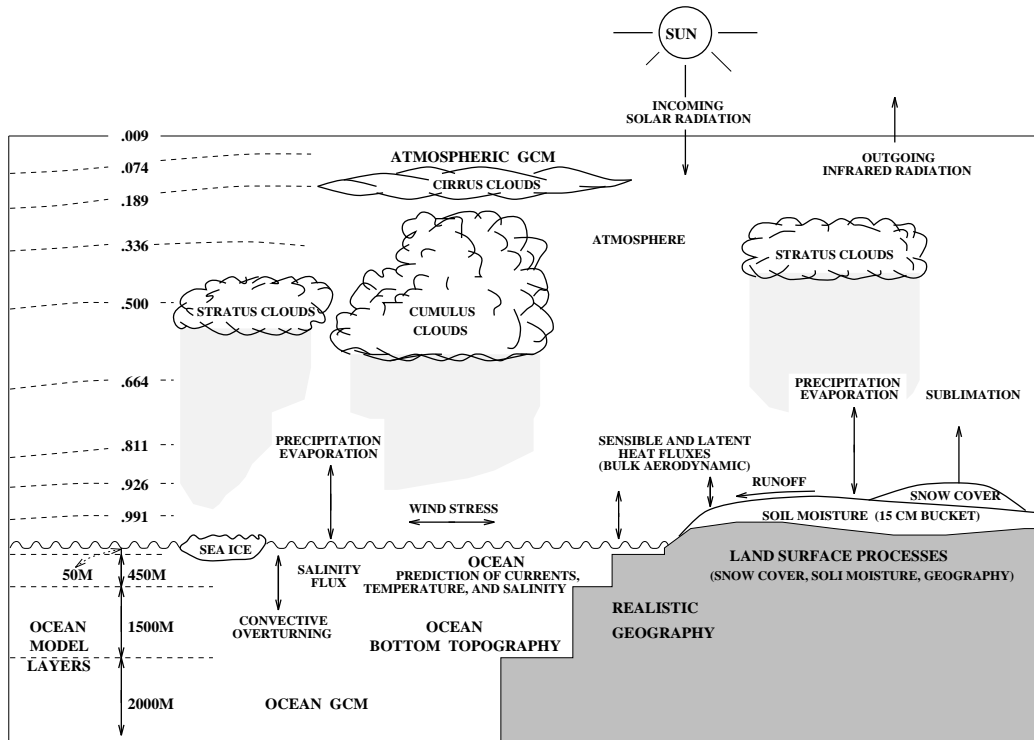 SUN
INCOMING
SOLAR RADIATION
.009
ATMOSPHERIC GCM
OUTGOING
INFRARED RADIATION
.074
CIRRUS CLOUDS
.189
.336
ATMOSPHERE
STRATUS CLOUDS
.500
STRATUS CLOUDS
CUMULUS
CLOUDS
.664
PRECIPITATION
EVAPORATION
SUBLIMATION
.811
PRECIPITATION
EVAPORATION
SENSIBLE AND LATENT
HEAT FLUXES
(BULK AERODYNAMIC)
.926
RUNOFF
SNOW COVER
.991
WIND STRESS
SOIL MOISTURE (15 CM BUCKET)
SEA ICE
50M
450M
SALINITY
FLUX
OCEAN
PREDICTION OF CURRENTS,
TEMPERATURE, AND SALINITY
LAND SURFACE PROCESSES
(SNOW COVER, SOLI MOISTURE, GEOGRAPHY)
OCEAN
MODEL
LAYERS
1500M
CONVECTIVE
OVERTURNING
OCEAN
BOTTOM TOPOGRAPHY
REALISTIC
GEOGRAPHY
2000M
OCEAN GCM